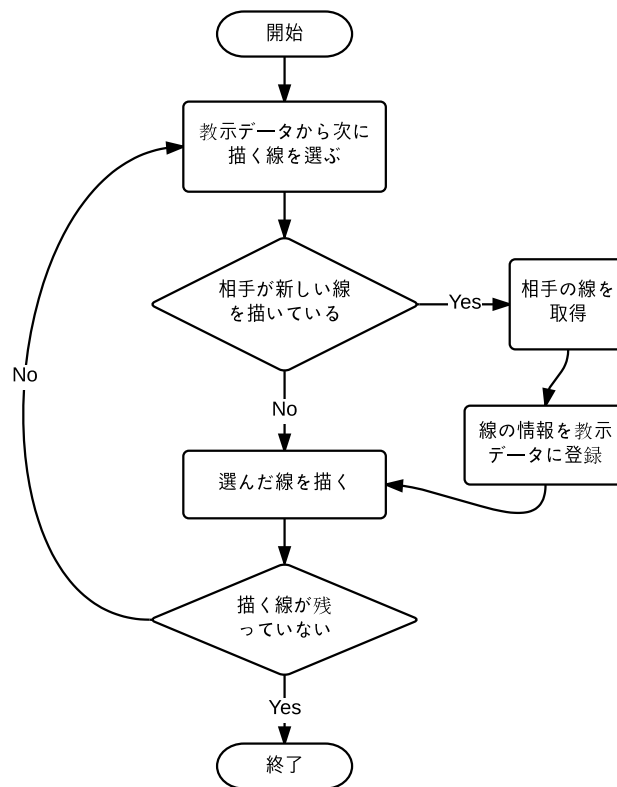 開始
教示データから次に
描く線を選ぶ
相手が新しい線
を描いている
Yes
相手の線を
取得
No
No
線の情報を教示
データに登録
選んだ線を描く
描く線が残
っていない
Yes
終了